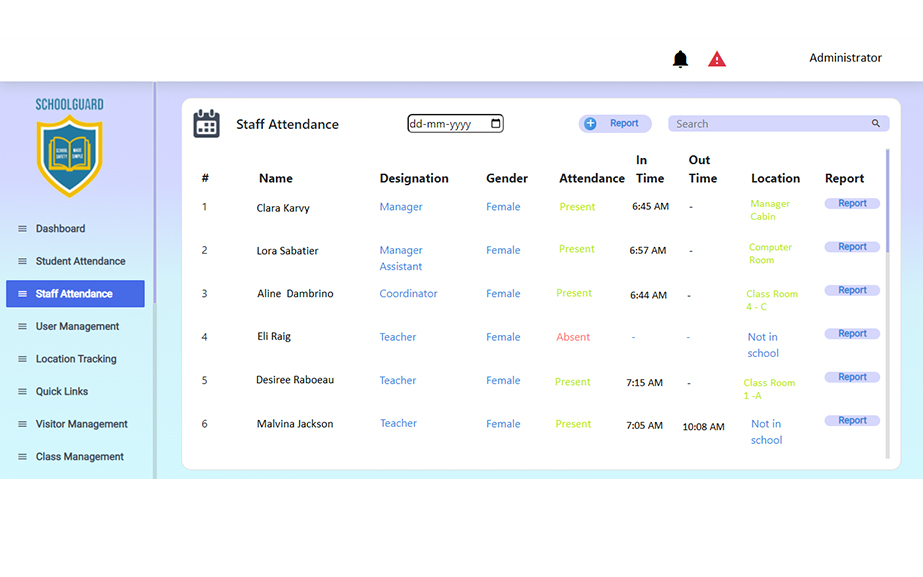 Administrator
SCHOOLGUARD
SCHOOL MADE
SAFETY SIMPLE
Dashboard
Student Attendance
Staff Attendance
User Management
Location Tracking
Quick Links
Visitor Management
Class Management
Staff Attendance dd-mm-yyyy Report Search
# Name Designation Gender Attendance In Time Out Time Location Report
1 Clara Karvy Manager Female Present 6:45 AM - Manager Cabin Report
2 Lora Sabatier Manager Assistant Female Present 6:57 AM - Computer Room Report
3 Aline Dambrino Coordinator Female Present 6:44 AM - Class Room 4 - C Report
4 Eli Raig Teacher Female Absent - - Not in school Report
5 Desiree Raboeau Teacher Female Present 7:15 AM - Class Room 1 -A Report
6 Malvina Jackson Teacher Female Present 7:05 AM 10:08 AM Not in school Report